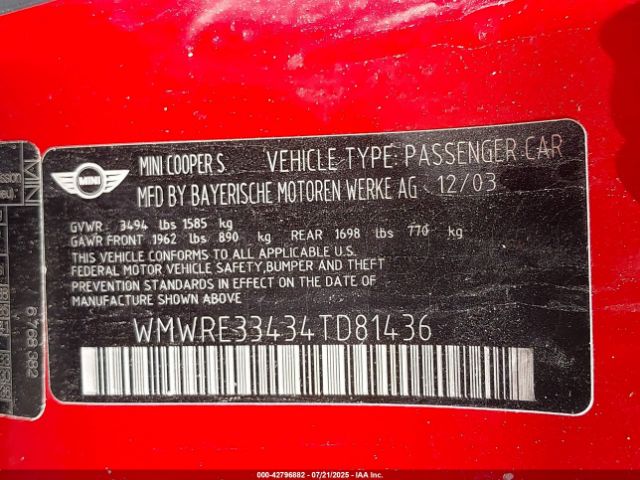 MINI
MINI COOPER S VEHICLE TYPE: PASSENGER CAR
MFD BY BAYERISCHE MOTOREN WERKE AG 12/03
GVWR 3494 lbs 1585 kg
GAWR FRONT 1962 lbs 890 kg REAR 1698 lbs 770 kg
THIS VEHICLE CONFORMS TO ALL APPLICABLE U.S.
FEDERAL MOTOR VEHICLE SAFETY,BUMPER AND THEFT
PREVENTION STANDARDS IN EFFECT ON THE DATE OF
MANUFACTURE SHOWN ABOVE.
WMWRE33434TD81436
6 768 382
000-42796882 - 07/21/2025 - IAA, Inc.